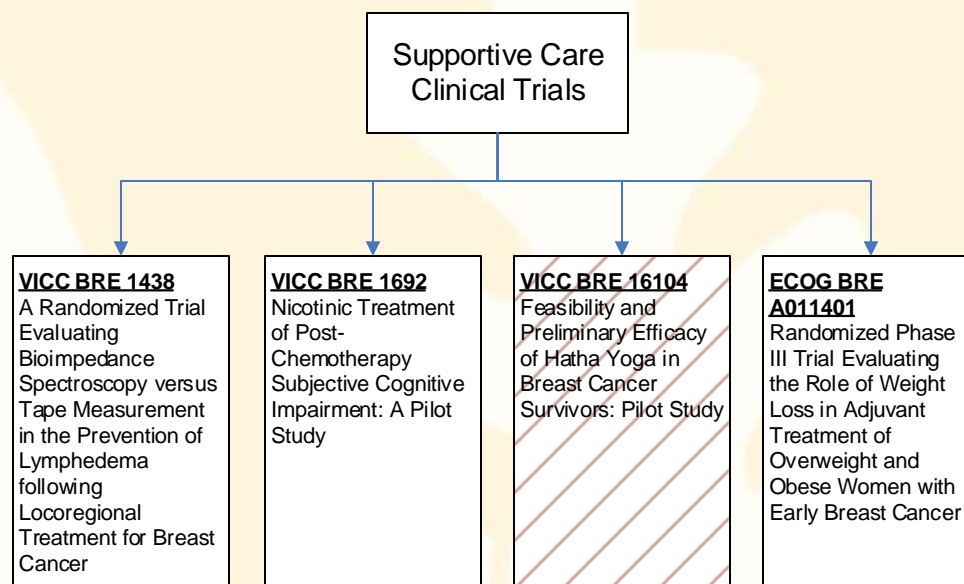 Supportive Care
Clinical Trials
VICC BRE 1438
A Randomized Trial
Evaluating
Bioimpedance
Spectroscopy versus
Tape Measurement
in the Prevention of
Lymphedema
following
Locoregional
Treatment for Breast
Cancer
VICC BRE 1692
Nicotinic Treatment
of Post-
Chemotherapy
Subjective Cognitive
Impairment: A Pilot
Study
VICC BRE 16104
Feasibility and
Preliminary Efficacy
of Hatha Yoga in
Breast Cancer
Survivors: Pilot Study
ECOG BRE
A011401
Randomized Phase
III Trial Evaluating
the Role of Weight
Loss in Adjuvant
Treatment of
Overweight and
Obese Women with
Early Breast Cancer